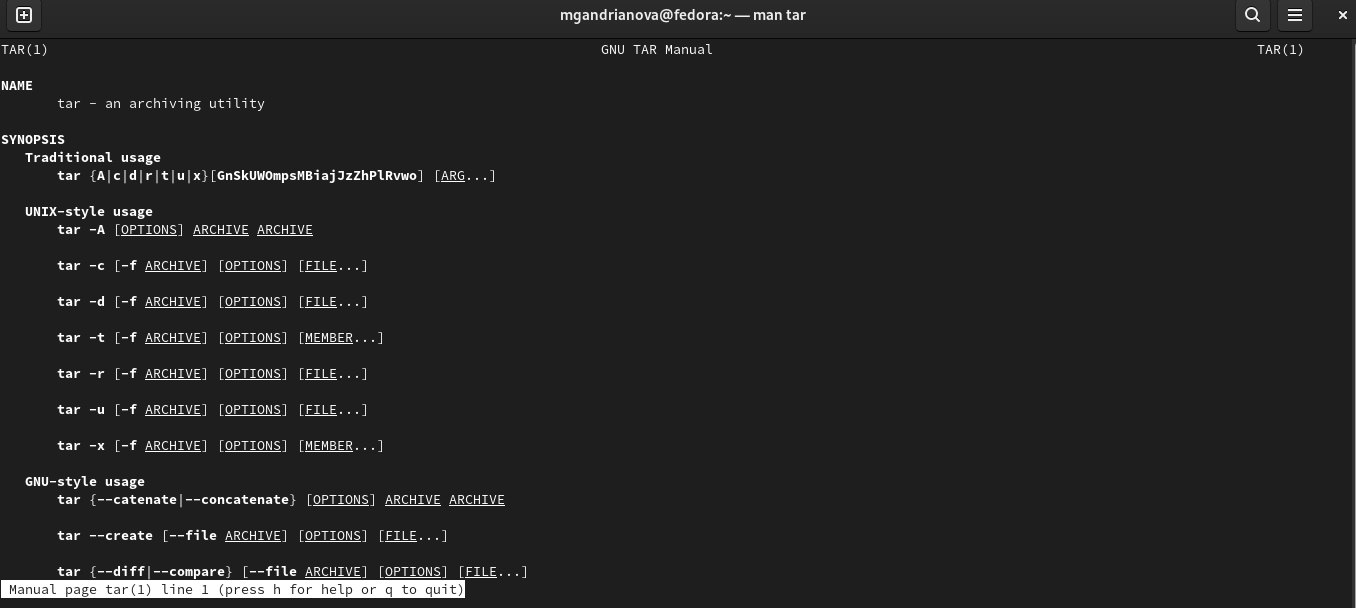 mgandrianova@fedora:~ — man tar
TAR(1) GNU TAR Manual TAR(1)
NAME
tar - an archiving utility
SYNOPSIS
Traditional usage
tar {A|c|d|r|t|u|x}[GnSkUWOmpsMBiajJzZhPlRvwo] [ARG...]
UNIX-style usage
tar -A [OPTIONS] ARCHIVE ARCHIVE
tar -c [-f ARCHIVE] [OPTIONS] [FILE...]
tar -d [-f ARCHIVE] [OPTIONS] [FILE...]
tar -t [-f ARCHIVE] [OPTIONS] [MEMBER...]
tar -r [-f ARCHIVE] [OPTIONS] [FILE...]
tar -u [-f ARCHIVE] [OPTIONS] [FILE...]
tar -x [-f ARCHIVE] [OPTIONS] [MEMBER...]
GNU-style usage
tar {--catenate|--concatenate} [OPTIONS] ARCHIVE ARCHIVE
tar --create [--file ARCHIVE] [OPTIONS] [FILE...]
tar {--diff|--compare} [--file ARCHIVE] [OPTIONS] [FILE...]
Manual page tar(1) line 1 (press h for help or q to quit)